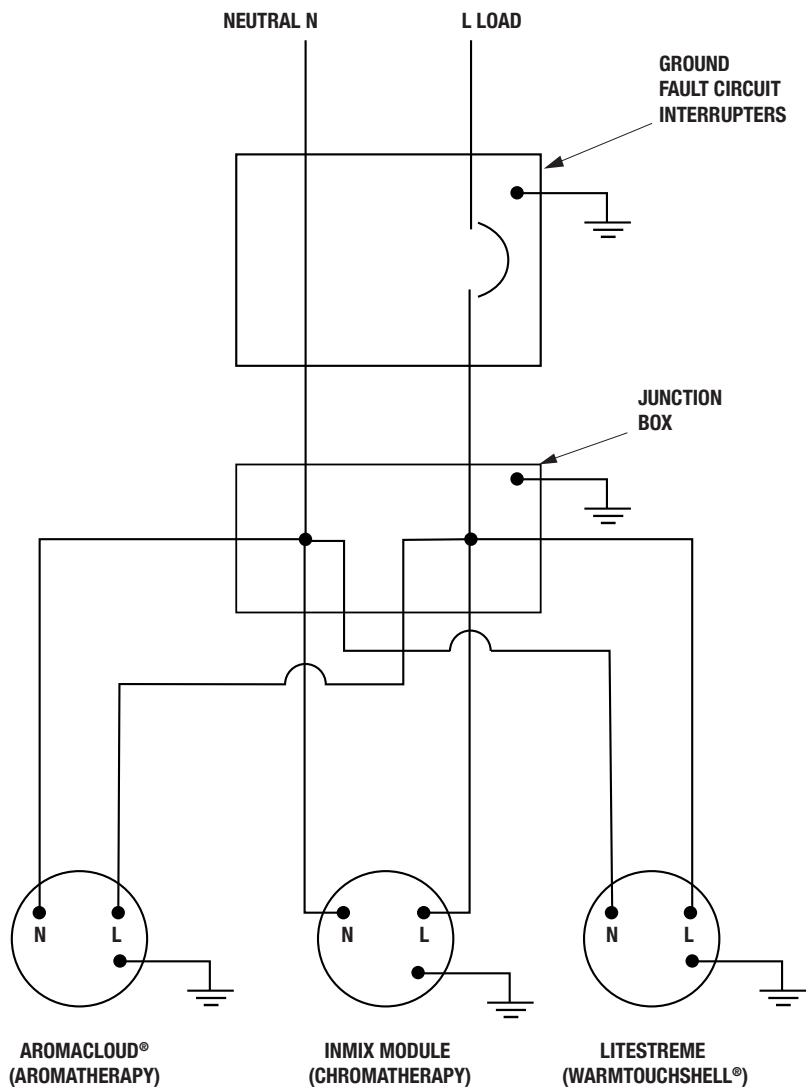 NEUTRAL N
L LOAD
GROUND
FAULT CIRCUIT
INTERRUPTERS
JUNCTION
BOX
N
L
N
L
N
L
AROMACLOUD®
(AROMATHERAPY)
INMIX MODULE
(CHROMATHERAPY)
LITESTREME
(WARMTOUCHSHELL®)